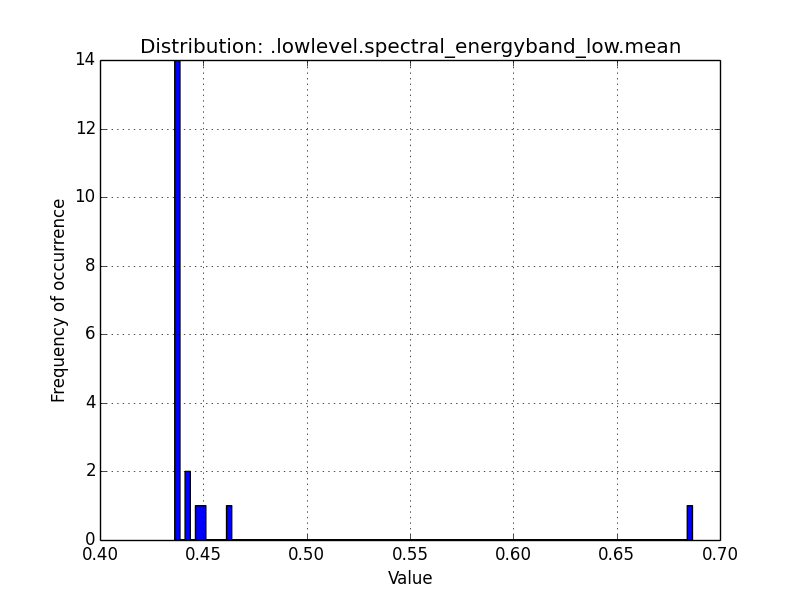 Distribution: .lowlevel.spectral_energyband_low.mean
14
12
10
8
6
4
2
0
Frequency of occurrence
0.40 0.45 0.50 0.55 0.60 0.65 0.70
Value